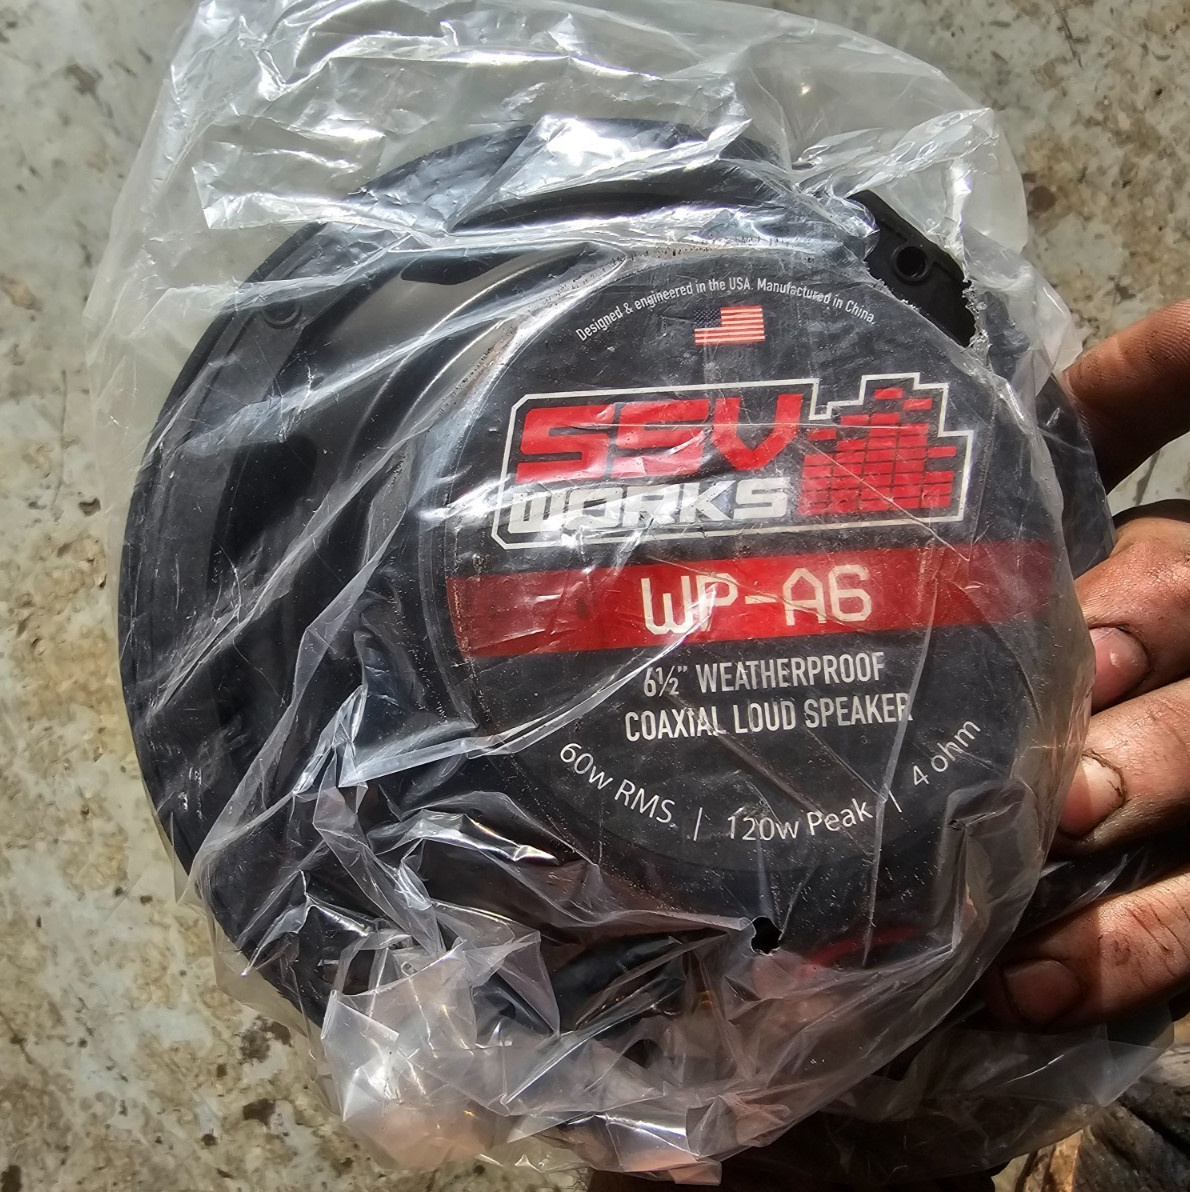 Designed & engineered in the USA. Manufactured in China.
SSV
WORKS
WP-A6
6½" WEATHERPROOF
COAXIAL LOUD SPEAKER
60w RMS | 120w Peak | 4 ohm